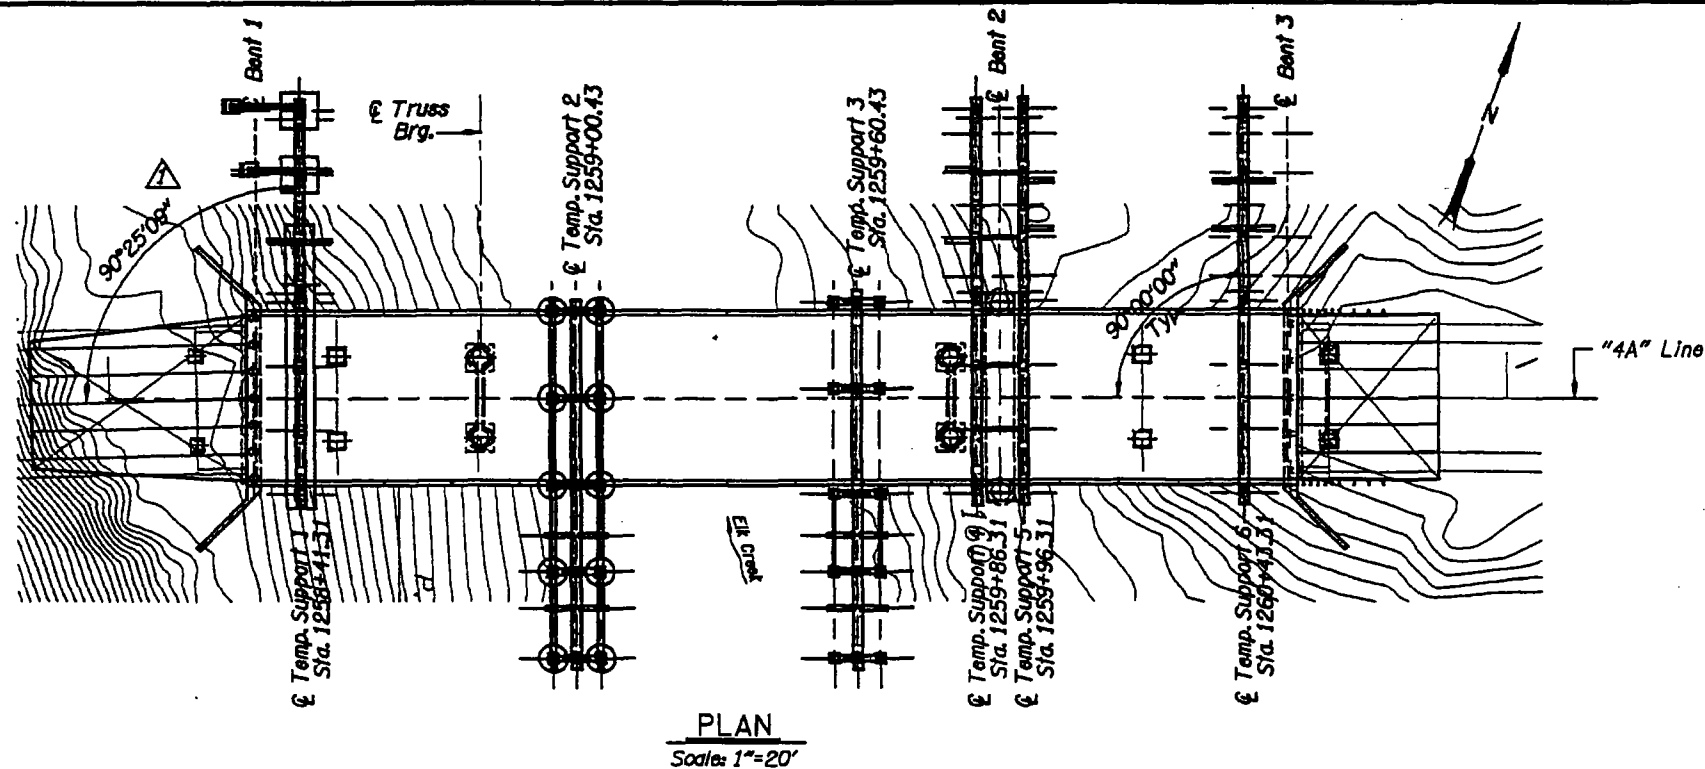 ℄ Bent 1
℄ Truss
Brg.
℄ Temp. Support 2
Sta. 1259+00.43
℄ Temp. Support 3
Sta. 1259+60.43
℄ Bent 2
℄ Bent 3
N
1
90°25'09"
90°00'00"
Typ.
"4A" Line
Elk Creek
℄ Temp. Support 1
Sta. 1258+41.31
℄ Temp. Support 4
Sta. 1259+86.31
℄ Temp. Support 5
Sta. 1259+96.31
℄ Temp. Support 6
Sta. 1260+43.31
PLAN
Scale: 1"=20'